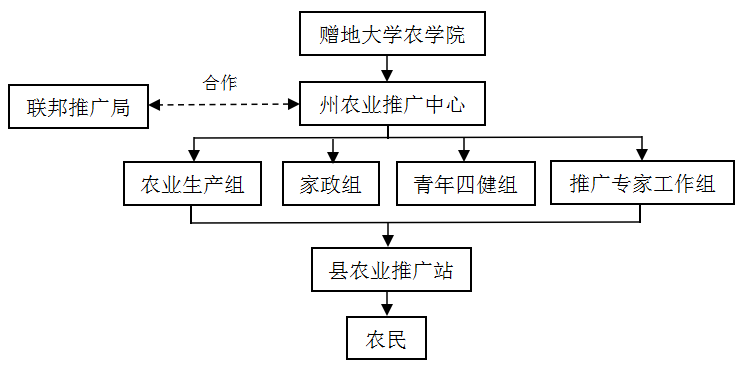 赠地大学农学院
合作
联邦推广局
州农业推广中心
农业生产组
家政组
青年四健组
推广专家工作组
县农业推广站
农民